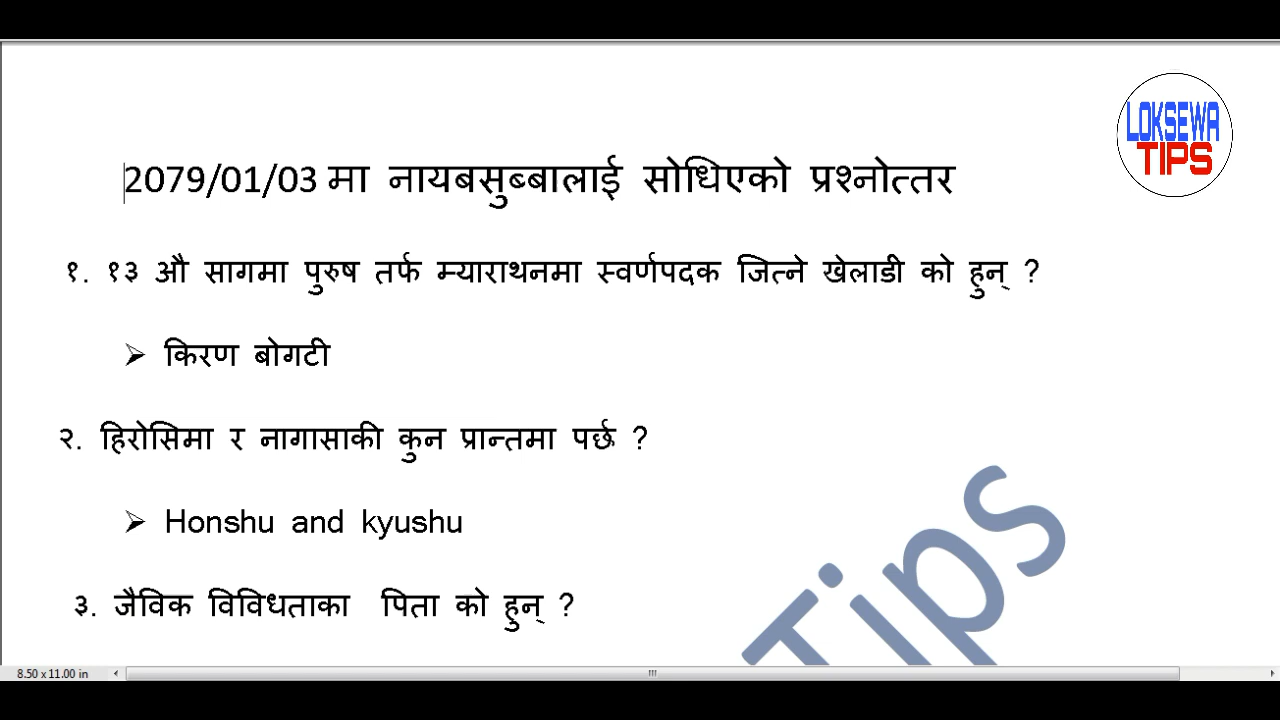 LOKSEWA
TIPS
2079/01/03 मा नायबसुब्बालाई सोधिएको प्रश्नोत्तर
१. १३ औ सागमा पुरुष तर्फ म्याराथनमा स्वर्णपदक जित्ने खेलाडी को हुन् ?
➢ किरण बोगटी
२. हिरोसिमा र नागासाकी कुन प्रान्तमा पर्छ ?
➢ Honshu and kyushu
३. जैविक विविधताका पिता को हुन् ?
Tips
8.50 x 11.00 in